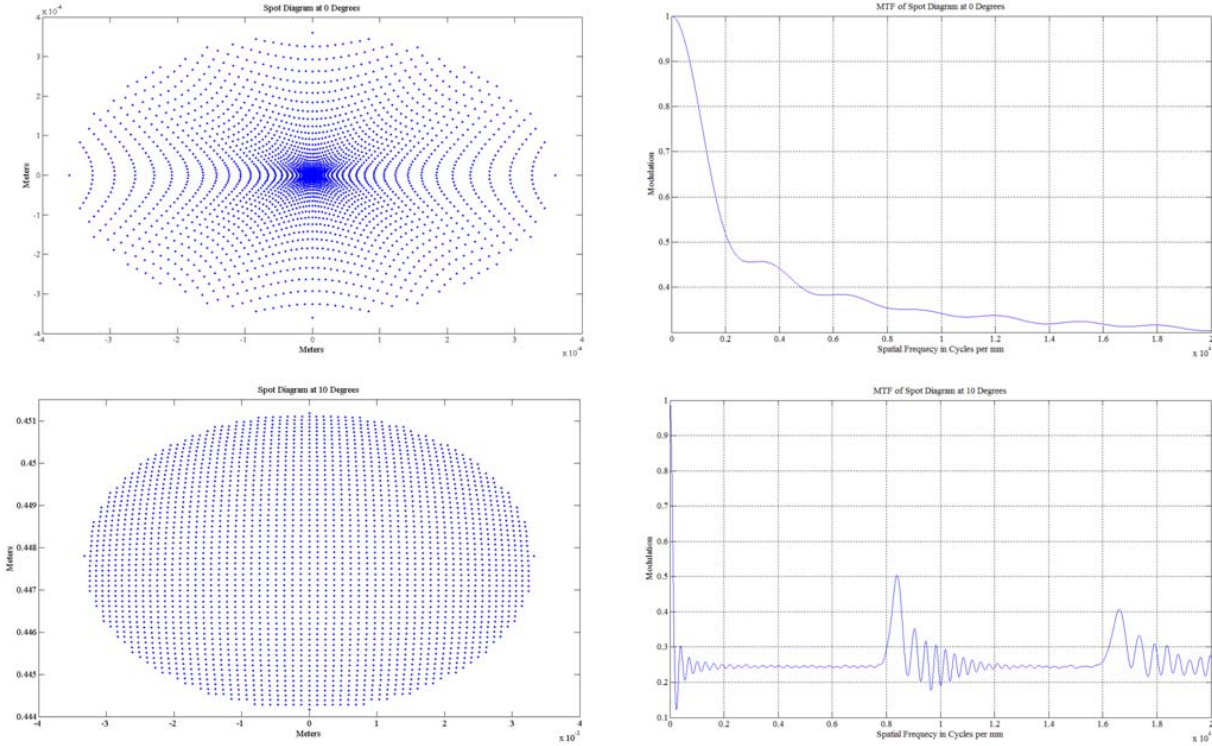 Spot Diagram at 0 Degrees
x 10^-4
4
3
2
1
0
-1
-2
-3
-4
Meters
-4 -3 -2 -1 0 1 2 3 4
Meters
x 10^-4
MTF of Spot Diagram at 0 Degrees
1
0.9
0.8
0.7
0.6
0.5
0.4
Modulation
0 0.2 0.4 0.6 0.8 1 1.2 1.4 1.6 1.8 2
Spatial Frequecy in Cycles per mm
x 10
Spot Diagram at 10 Degrees
0.451
0.45
0.449
0.448
0.447
0.446
0.445
0.444
Meters
-4 -3 -2 -1 0 1 2 3 4
Meters
x 10^-3
MTF of Spot Diagram at 10 Degrees
1
0.9
0.8
0.7
0.6
0.5
0.4
0.3
0.2
0.1
Modulation
0 0.2 0.4 0.6 0.8 1 1.2 1.4 1.6 1.8 2
Spatial Frequecy in Cycles per mm
x 10